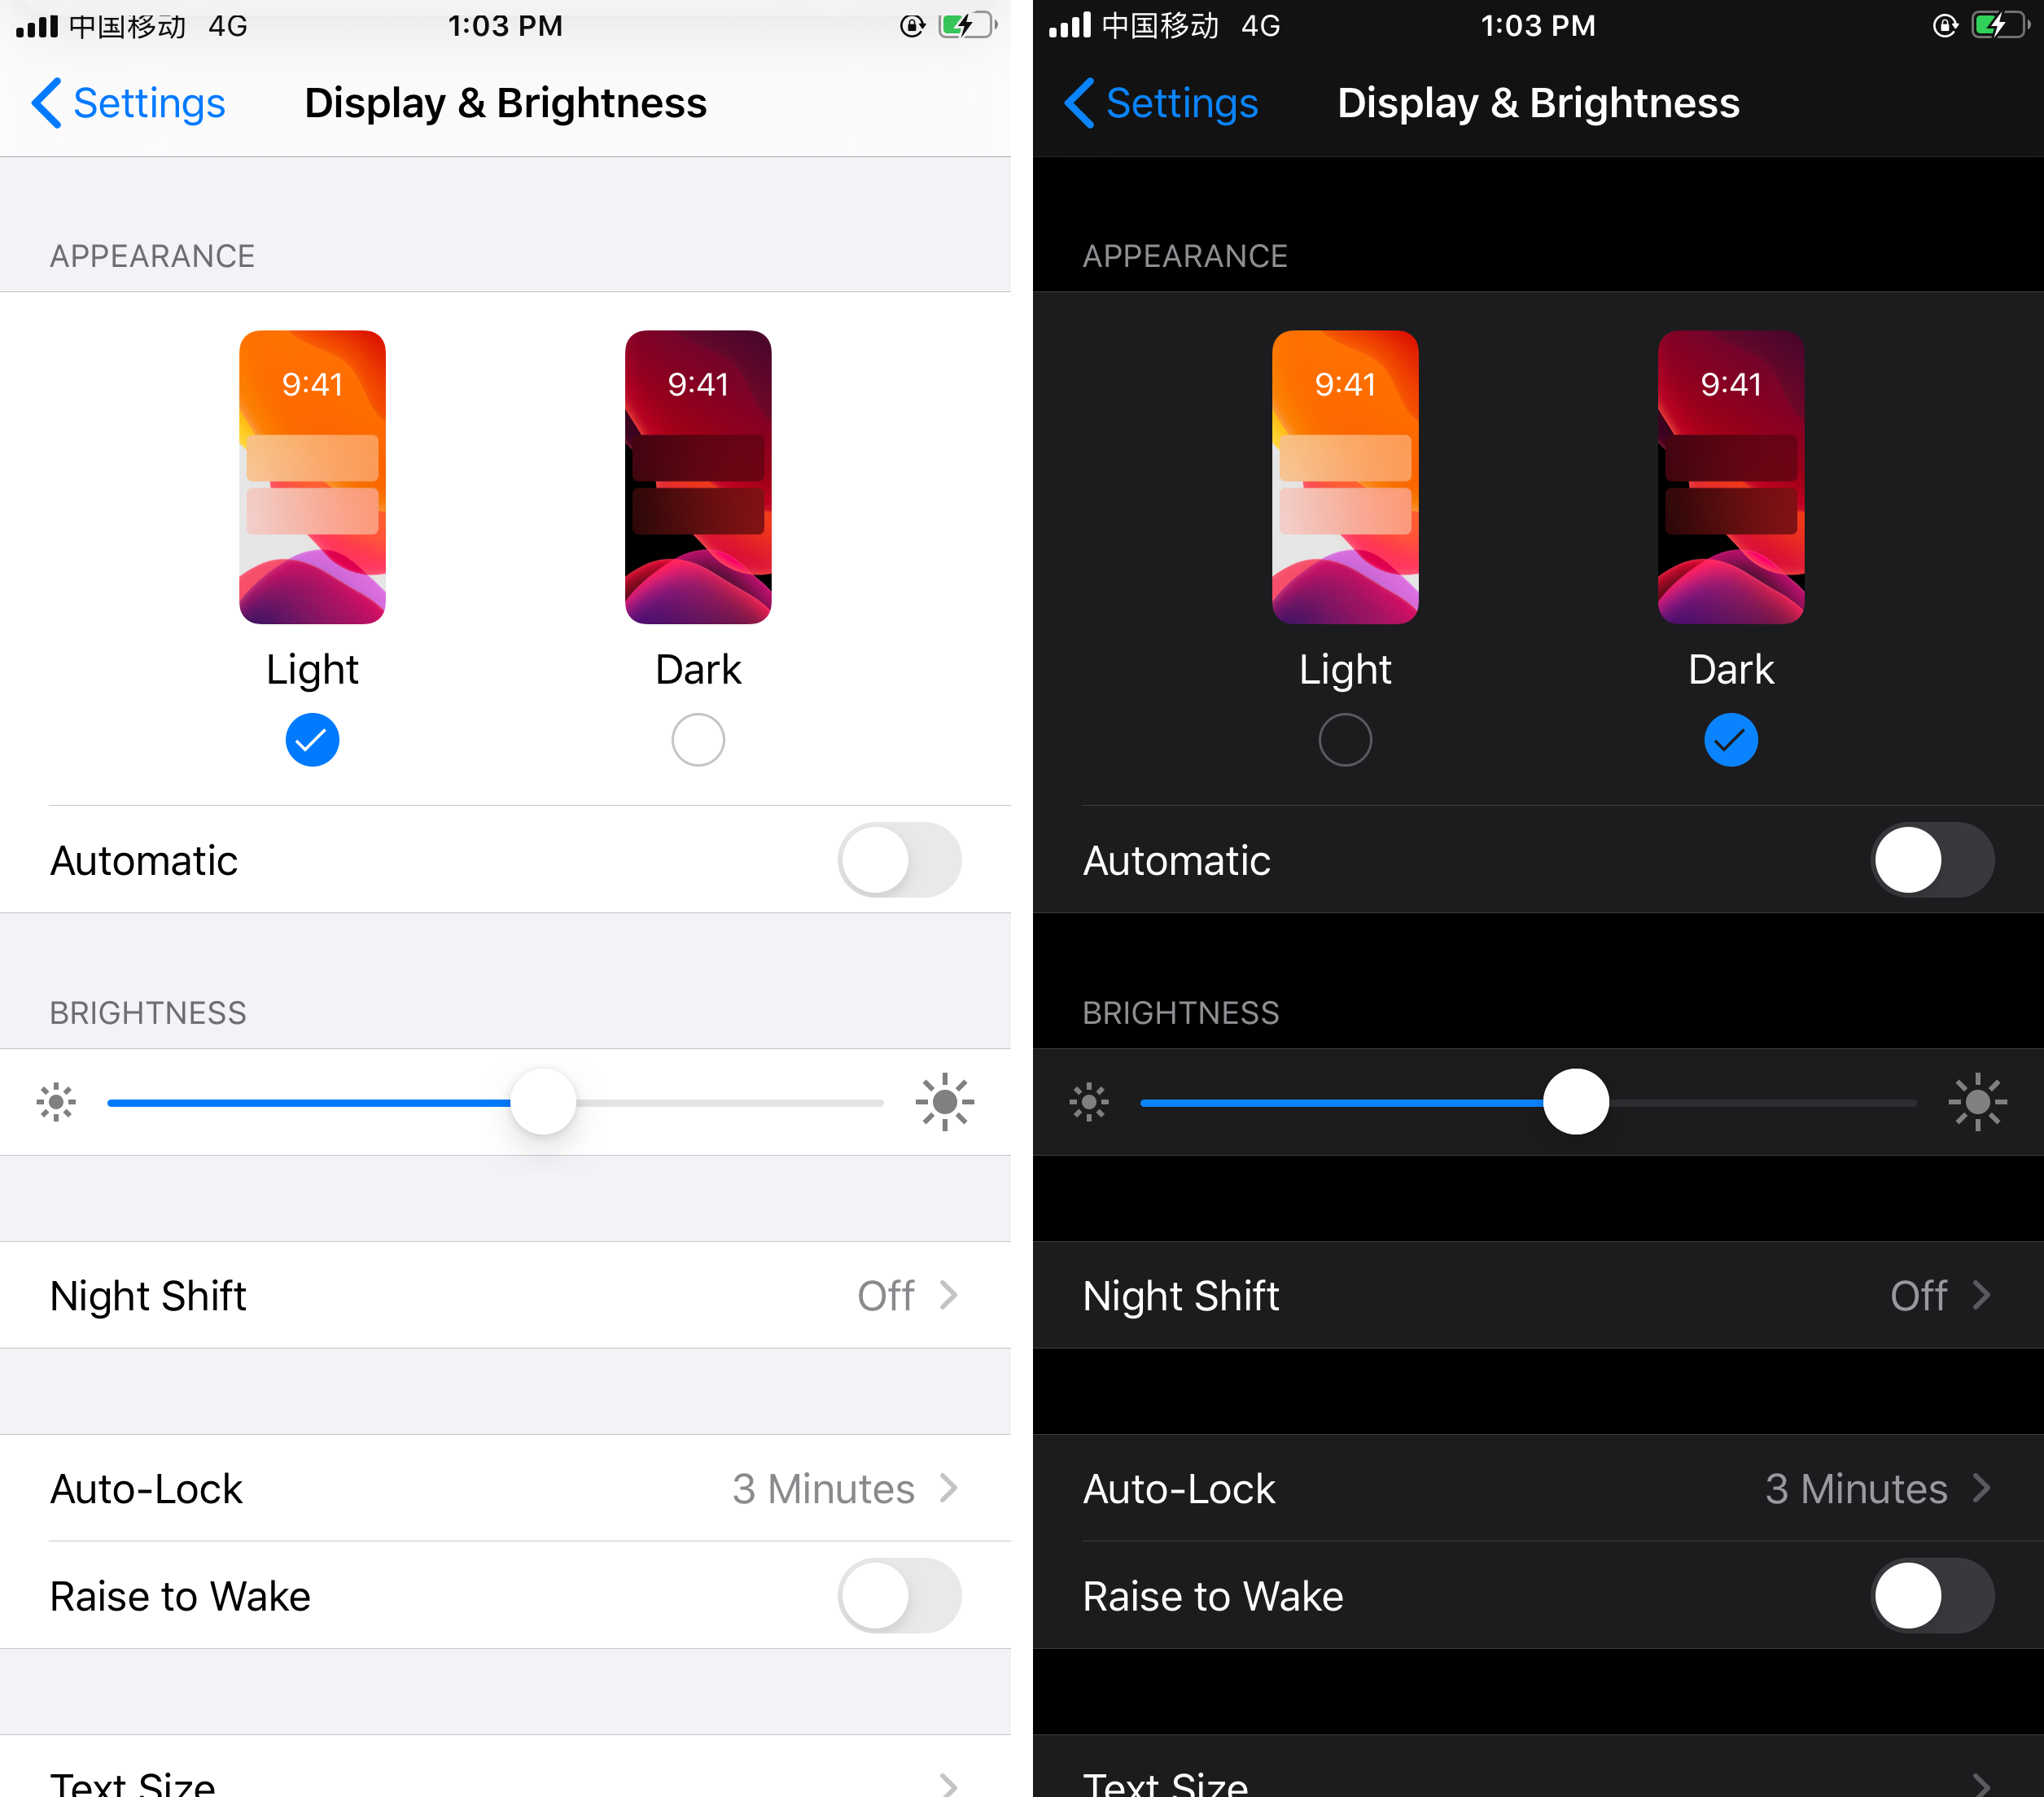 中国移动 4G 1:03 PM
Settings Display & Brightness
APPEARANCE
9:41 9:41
Light Dark
Automatic
BRIGHTNESS
Night Shift Off
Auto-Lock 3 Minutes
Raise to Wake
Text Size
中国移动 4G 1:03 PM
Settings Display & Brightness
APPEARANCE
9:41 9:41
Light Dark
Automatic
BRIGHTNESS
Night Shift Off
Auto-Lock 3 Minutes
Raise to Wake
Text Size